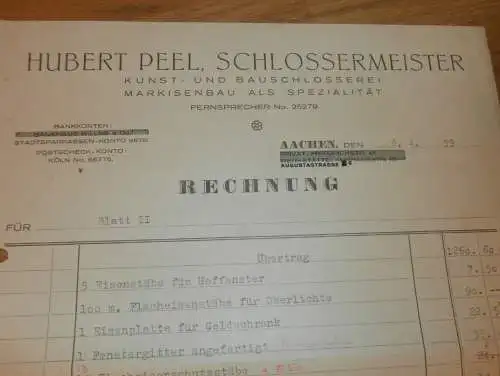 HUBERT PEEL, SCHLOSSERMEISTER
KUNST- UND BAUSCHLOSSEREI
MARKISENBAU ALS SPEZIALITÄT
FERNSPRECHER No. 25279
BANKKONTEN:
STADTSPARKASSEN-KONTO
POSTSCHECK-KONTO:
KÖLN No. 66775
AACHEN, DEN
AUGUSTASTRASSE
RECHNUNG
FÜR Blatt II
Übertrag
5 Eisenstäbe für Hoffenster
100 m. Flacheisenstäbe für Oberlichte 90.
1 Eisenplatte für Geldschrank
1 Fenstergitter angefertigt